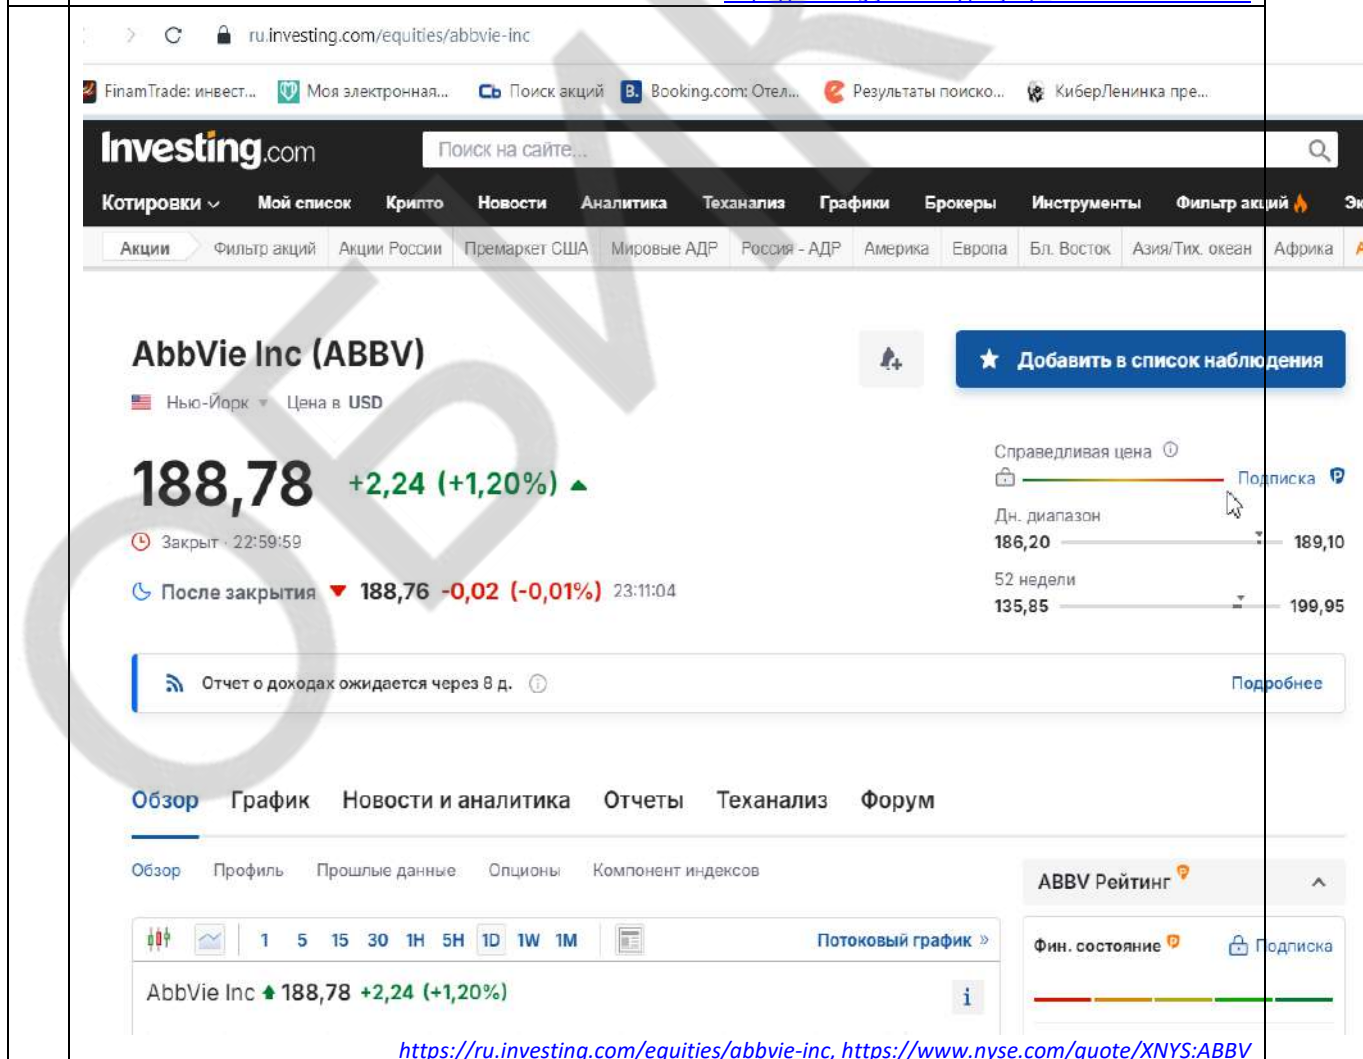 ru.investing.com/equities/abbvie-inc
FinamTrade: инвест... Моя электронная... Сb Поиск акций B. Booking.com: Отел... Результаты поиско... КиберЛенинка пре...
Investing.com Поиск на сайте...
Котировки Мой список Крипто Новости Аналитика Теханализ Графики Брокеры Инструменты Фильтр акций Эк
Акции Фильтр акций Акции России Премаркет США Мировые АДР Россия - АДР Америка Европа Бл. Восток Азия/Тих. океан Африка
AbbVie Inc (ABBV) Добавить в список наблюдения
Нью-Йорк Цена в USD
Справедливая цена
188,78 +2,24 (+1,20%) Подписка
Дн. диапазон
Закрыт · 22:59:59 186,20 189,10
52 недели
После закрытия 188,76 -0,02 (-0,01%) 23:11:04 135,85 199,95
Отчет о доходах ожидается через 8 д. Подробнее
Обзор График Новости и аналитика Отчеты Теханализ Форум
Обзор Профиль Прошлые данные Опционы Компонент индексов
ABBV Рейтинг
1 5 15 30 1H 5H 1D 1W 1M Потоковый график »
Фин. состояние Подписка
AbbVie Inc 188,78 +2,24 (+1,20%)
https://ru.investing.com/equities/abbvie-inc, https://www.nyse.com/quote/XNYS:ABBV
ОБИК